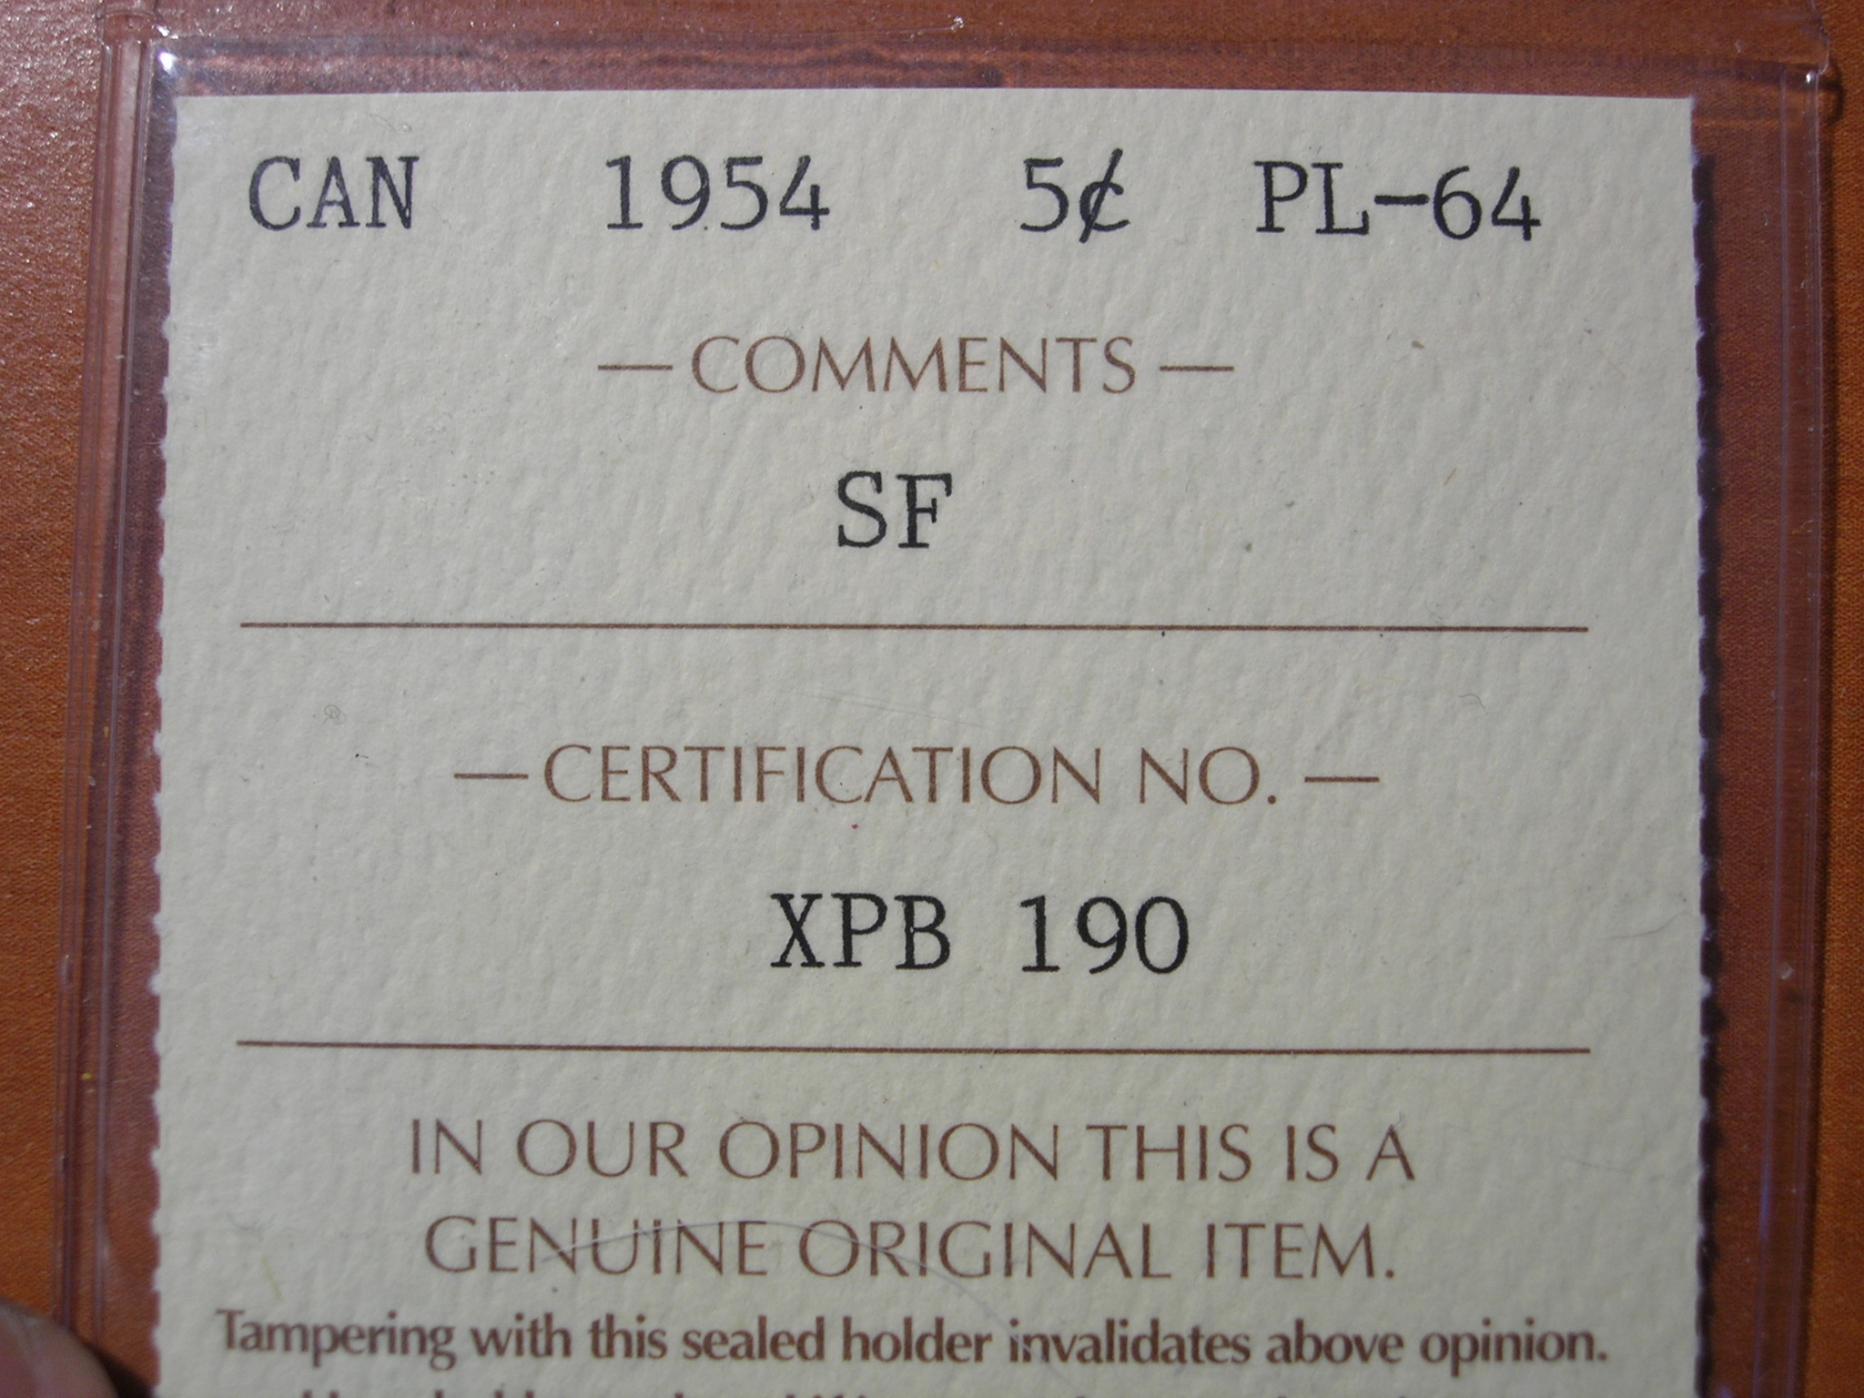 CAN 1954 5¢ PL-64
—COMMENTS—
SF
—CERTIFICATION NO.—
XPB 190
IN OUR OPINION THIS IS A
GENUINE ORIGINAL ITEM.
Tampering with this sealed holder invalidates above opinion.